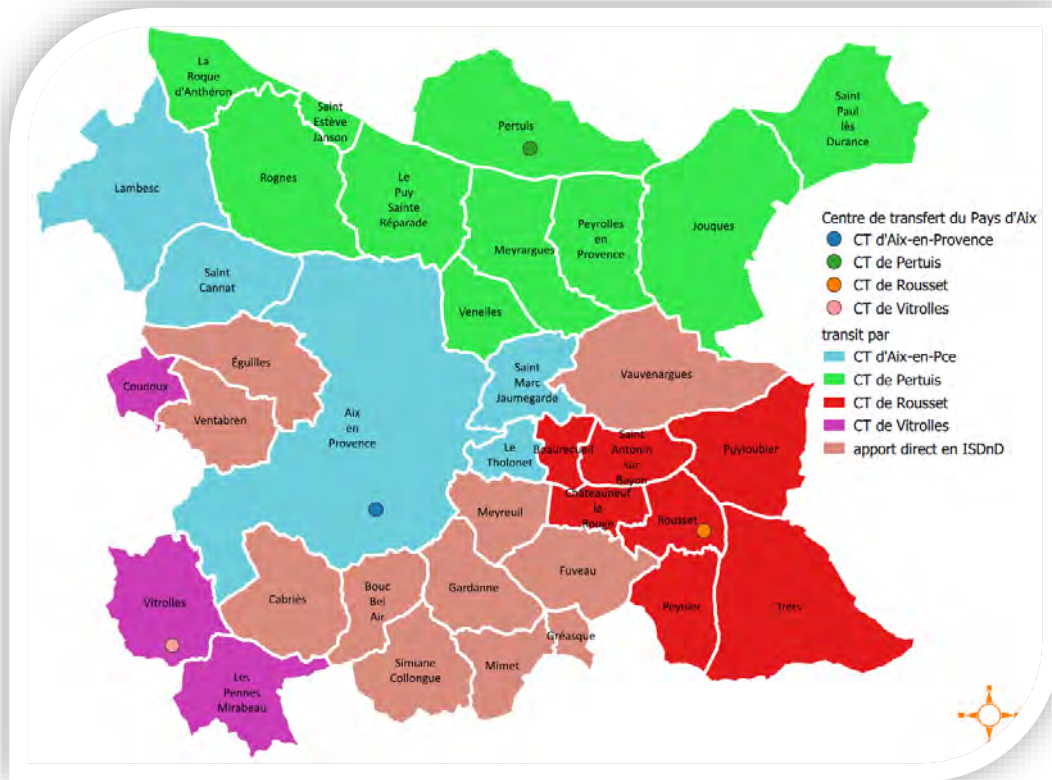 La
Roque
d'Anthéron
Saint
Estève
Janson
Pertuis
Saint
Paul
lès
Durance
Lambesc
Rognes
Le
Puy
Sainte
Réparade
Meyrargues
Peyrolles
en
Provence
Jouques
Saint
Cannat
Venelles
Éguilles
Saint
Marc
Jaumegarde
Vauvenargues
Coudoux
Ventabren
Aix
en
Provence
Le
Tholonet
Beaurecueil
Saint
Antonin
sur
Bayon
Puyloubier
Meyreuil
Châteauneuf
le
Rouge
Rousset
Vitrolles
Cabriès
Bouc
Bel
Air
Gardanne
Fuveau
Peynier
Trets
Gréasque
Simiane
Collongue
Mimet
Les
Pennes
Mirabeau
Centre de transfert du Pays d'Aix
CT d'Aix-en-Provence
CT de Pertuis
CT de Rousset
CT de Vitrolles
transit par
CT d'Aix-en-Pce
CT de Pertuis
CT de Rousset
CT de Vitrolles
apport direct en ISDnD